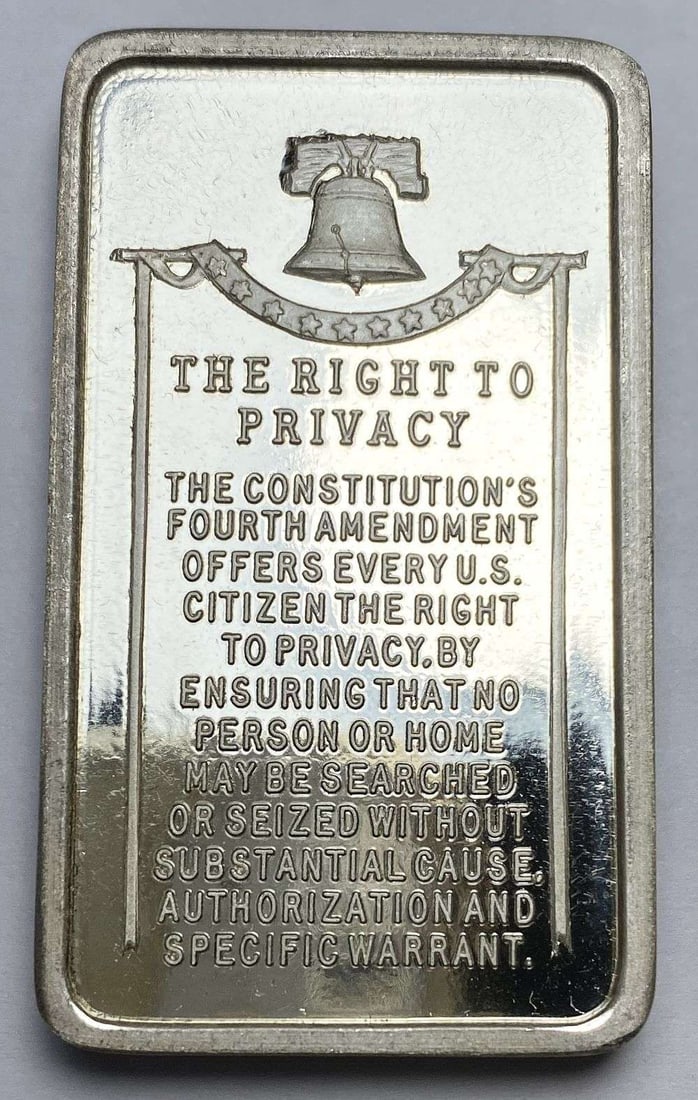 THE RIGHT TO
PRIVACY
THE CONSTITUTION'S
FOURTH AMENDMENT
OFFERS EVERY U.S.
CITIZEN THE RIGHT
TO PRIVACY, BY
ENSURING THAT NO
PERSON OR HOME
MAY BE SEARCHED
OR SEIZED WITHOUT
SUBSTANTIAL CAUSE,
AUTHORIZATION AND
SPECIFIC WARRANT.